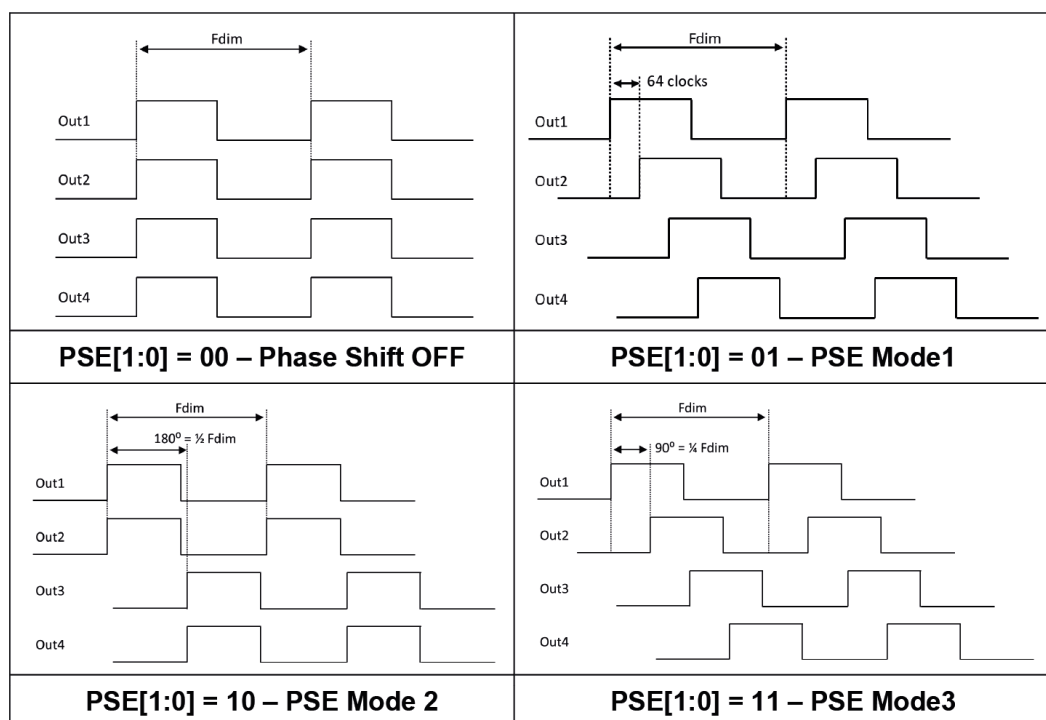 Fdim
Out1
Out2
Out3
Out4
PSE[1:0] = 00 – Phase Shift OFF
Fdim
64 clocks
Out1
Out2
Out3
Out4
PSE[1:0] = 01 – PSE Mode1
Fdim
180⁰ = ½ Fdim
Out1
Out2
Out3
Out4
PSE[1:0] = 10 – PSE Mode 2
Fdim
90⁰ = ¼ Fdim
Out1
Out2
Out3
Out4
PSE[1:0] = 11 – PSE Mode3